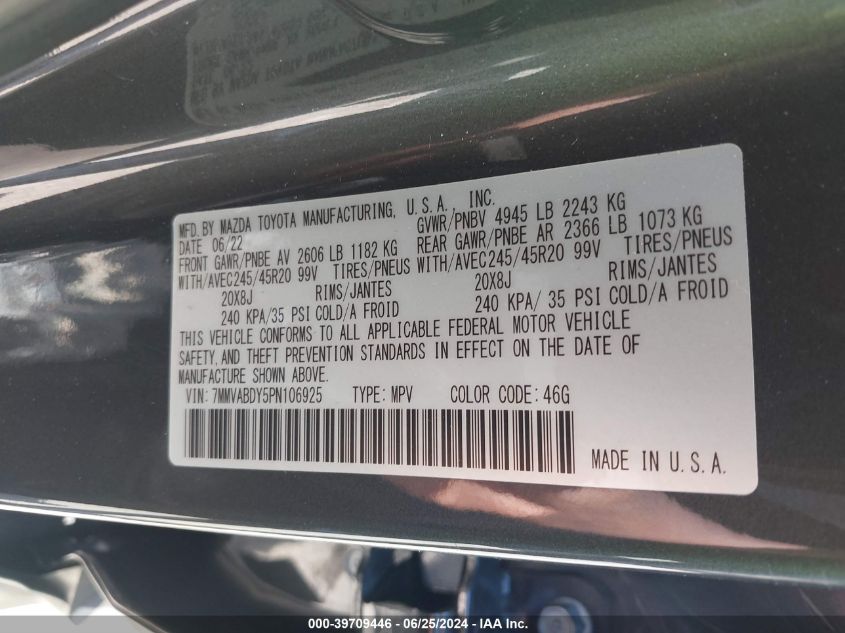 MFD. BY MAZDA TOYOTA MANUFACTURING, U.S.A., INC.
DATE 06/22 GVWR/PNBV 4945 LB 2243 KG
FRONT GAWR/PNBE AV 2606 LB 1182 KG REAR GAWR/PNBE AR 2366 LB 1073 KG
WITH/AVEC245/45R20 99V TIRES/PNEUS WITH/AVEC245/45R20 99V TIRES/PNEUS
20X8J RIMS/JANTES 20X8J RIMS/JANTES
240 KPA/35 PSI COLD/A FROID 240 KPA/ 35 PSI COLD/A FROID
THIS VEHICLE CONFORMS TO ALL APPLICABLE FEDERAL MOTOR VEHICLE
SAFETY, AND THEFT PREVENTION STANDARDS IN EFFECT ON THE DATE OF
MANUFACTURE SHOWN ABOVE.
VIN: 7MMVABDY5PN106925 TYPE: MPV COLOR CODE: 46G
MADE IN U.S.A.
000-39709446 - 06/25/2024 - IAA Inc.